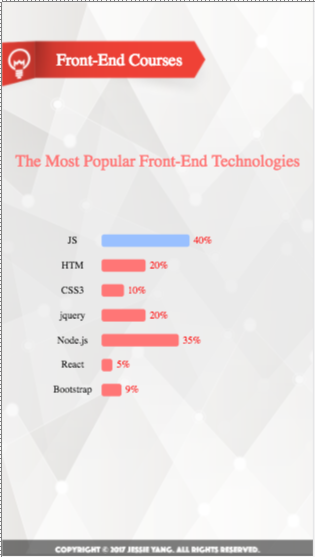 Front-End Courses
The Most Popular Front-End Technologies
JS 40%
HTM 20%
CSS3 10%
jquery 20%
Node.js 35%
React 5%
Bootstrap 9%
COPYRIGHT © 2017 JESSIE YANG. ALL RIGHTS RESERVED.